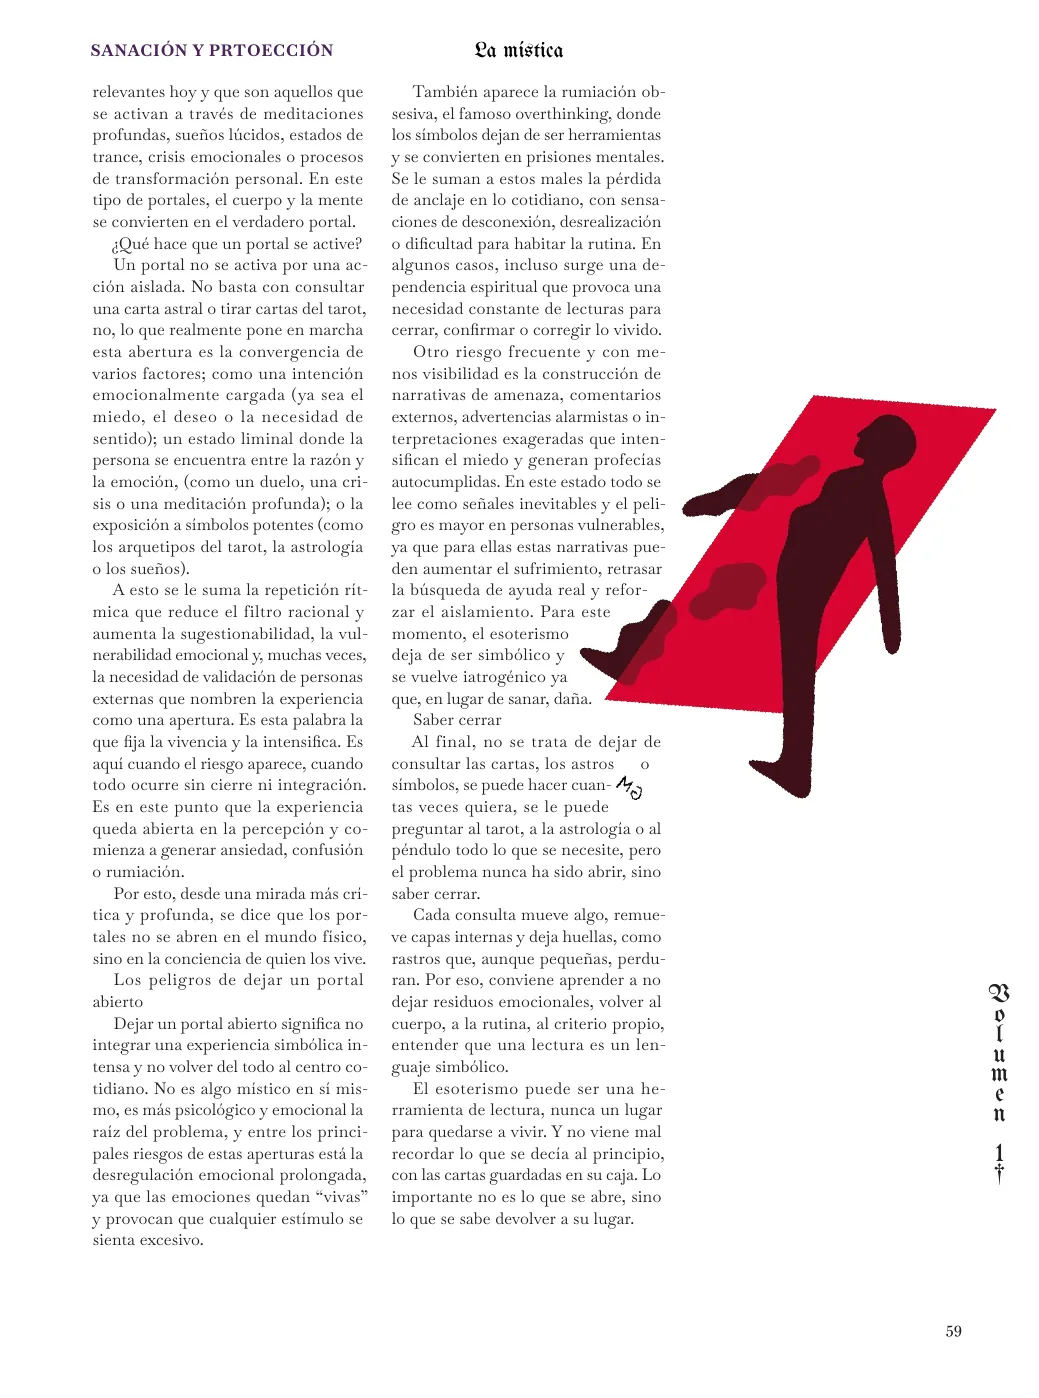 SANACIÓN Y PRTOECCIÓN
La mística
relevantes hoy y que son aquellos que
se activan a través de meditaciones
profundas, sueños lúcidos, estados de
trance, crisis emocionales o procesos
de transformación personal. En este
tipo de portales, el cuerpo y la mente
se convierten en el verdadero portal.
¿Qué hace que un portal se active?
Un portal no se activa por una ac-
ción aislada. No basta con consultar
una carta astral o tirar cartas del tarot,
no, lo que realmente pone en marcha
esta abertura es la convergencia de
varios factores; como una intención
emocionalmente cargada (ya sea el
miedo, el deseo o la necesidad de
sentido); un estado liminal donde la
persona se encuentra entre la razón y
la emoción, (como un duelo, una cri-
sis o una meditación profunda); o la
exposición a símbolos potentes (como
los arquetipos del tarot, la astrología
o los sueños).
A esto se le suma la repetición rít-
mica que reduce el filtro racional y
aumenta la sugestionabilidad, la vul-
nerabilidad emocional y, muchas veces,
la necesidad de validación de personas
externas que nombren la experiencia
como una apertura. Es esta palabra la
que fija la vivencia y la intensifica. Es
aquí cuando el riesgo aparece, cuando
todo ocurre sin cierre ni integración.
Es en este punto que la experiencia
queda abierta en la percepción y co-
mienza a generar ansiedad, confusión
o rumiación.
Por esto, desde una mirada más crí-
tica y profunda, se dice que los por-
tales no se abren en el mundo físico,
sino en la conciencia de quien los vive.
Los peligros de dejar un portal
abierto
Dejar un portal abierto significa no
integrar una experiencia simbólica in-
tensa y no volver del todo al centro co-
tidiano. No es algo místico en sí mis-
mo, es más psicológico y emocional la
raíz del problema, y entre los princi-
pales riesgos de estas aperturas está la
desregulación emocional prolongada,
ya que las emociones quedan “vivas”
y provocan que cualquier estímulo se
sienta excesivo.
También aparece la rumiación ob-
sesiva, el famoso overthinking, donde
los símbolos dejan de ser herramientas
y se convierten en prisiones mentales.
Se le suman a estos males la pérdida
de anclaje en lo cotidiano, con sensa-
ciones de desconexión, desrealización
o dificultad para habitar la rutina. En
algunos casos, incluso surge una de-
pendencia espiritual que provoca una
necesidad constante de lecturas para
cerrar, confirmar o corregir lo vivido.
Otro riesgo frecuente y con me-
nos visibilidad es la construcción de
narrativas de amenaza, comentarios
externos, advertencias alarmistas o in-
terpretaciones exageradas que inten-
sifican el miedo y generan profecías
autocumplidas. En este estado todo se
lee como señales inevitables y el peli-
gro es mayor en personas vulnerables,
ya que para ellas estas narrativas pue-
den aumentar el sufrimiento, retrasar
la búsqueda de ayuda real y refor-
zar el aislamiento. Para este
momento, el esoterismo
deja de ser simbólico y
se vuelve iatrogénico ya
que, en lugar de sanar, daña.
Saber cerrar
Al final, no se trata de dejar de
consultar las cartas, los astros o
símbolos, se puede hacer cuan-
tas veces quiera, se le puede
preguntar al tarot, a la astrología o al
péndulo todo lo que se necesite, pero
el problema nunca ha sido abrir, sino
saber cerrar.
Cada consulta mueve algo, remue-
ve capas internas y deja huellas, como
rastros que, aunque pequeñas, perdu-
ran. Por eso, conviene aprender a no
dejar residuos emocionales, volver al
cuerpo, a la rutina, al criterio propio,
entender que una lectura es un len-
guaje simbólico.
El esoterismo puede ser una he-
rramienta de lectura, nunca un lugar
para quedarse a vivir. Y no viene mal
recordar lo que se decía al principio,
con las cartas guardadas en su caja. Lo
importante no es lo que se abre, sino
lo que se sabe devolver a su lugar.
Volumen 1†
59